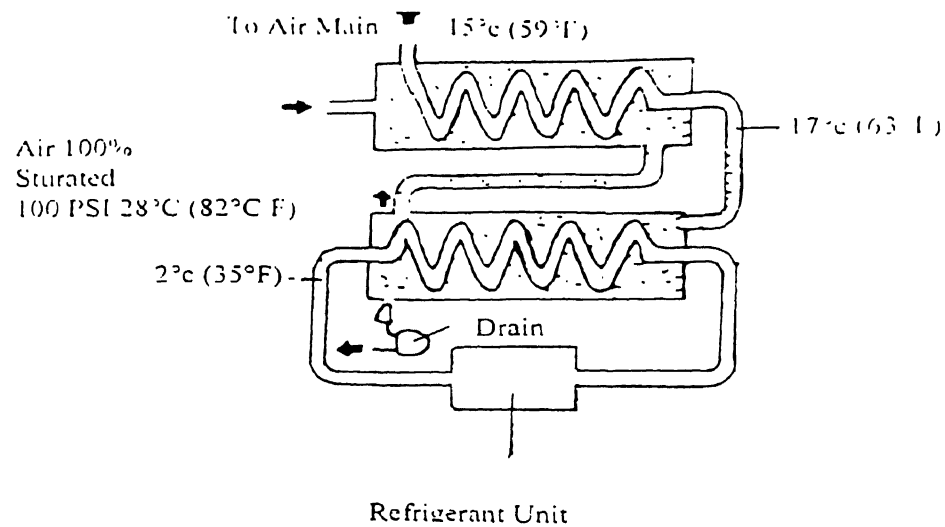 To Air Main 15°c (59°F)
17°c (63 F)
Air 100%
Sturated
100 PSI 28°C (82°C F)
2°c (35°F)
Drain
Refrigerant Unit